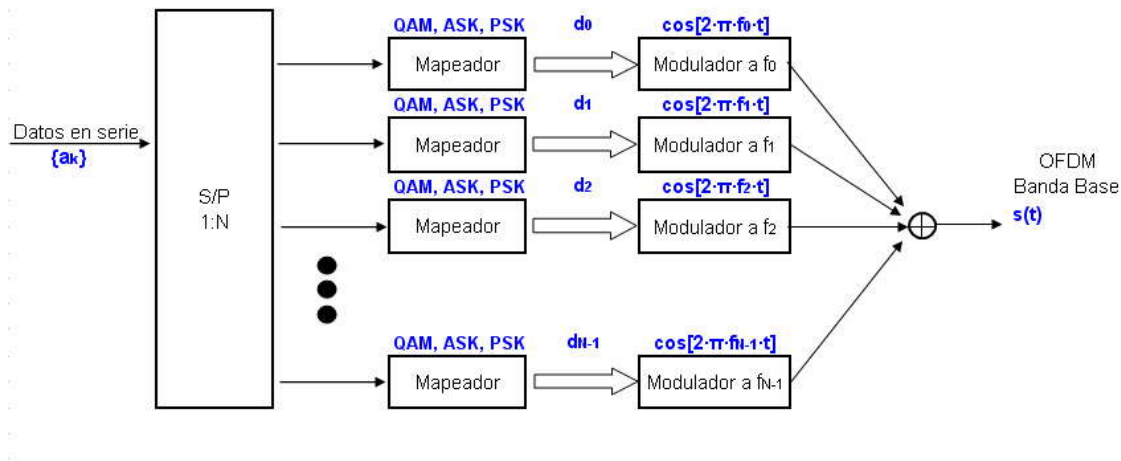 QAM, ASK, PSK d0 cos[2·π·f0·t]
Mapeador Modulador a f0
QAM, ASK, PSK d1 cos[2·π·f1·t]
Datos en serie
{ak}
Mapeador Modulador a f1
QAM, ASK, PSK d2 cos[2·π·f2·t]
S/P
1:N
Mapeador Modulador a f2
OFDM
Banda Base
s(t)
QAM, ASK, PSK dN-1 cos[2·π·fN-1·t]
Mapeador Modulador a fN-1